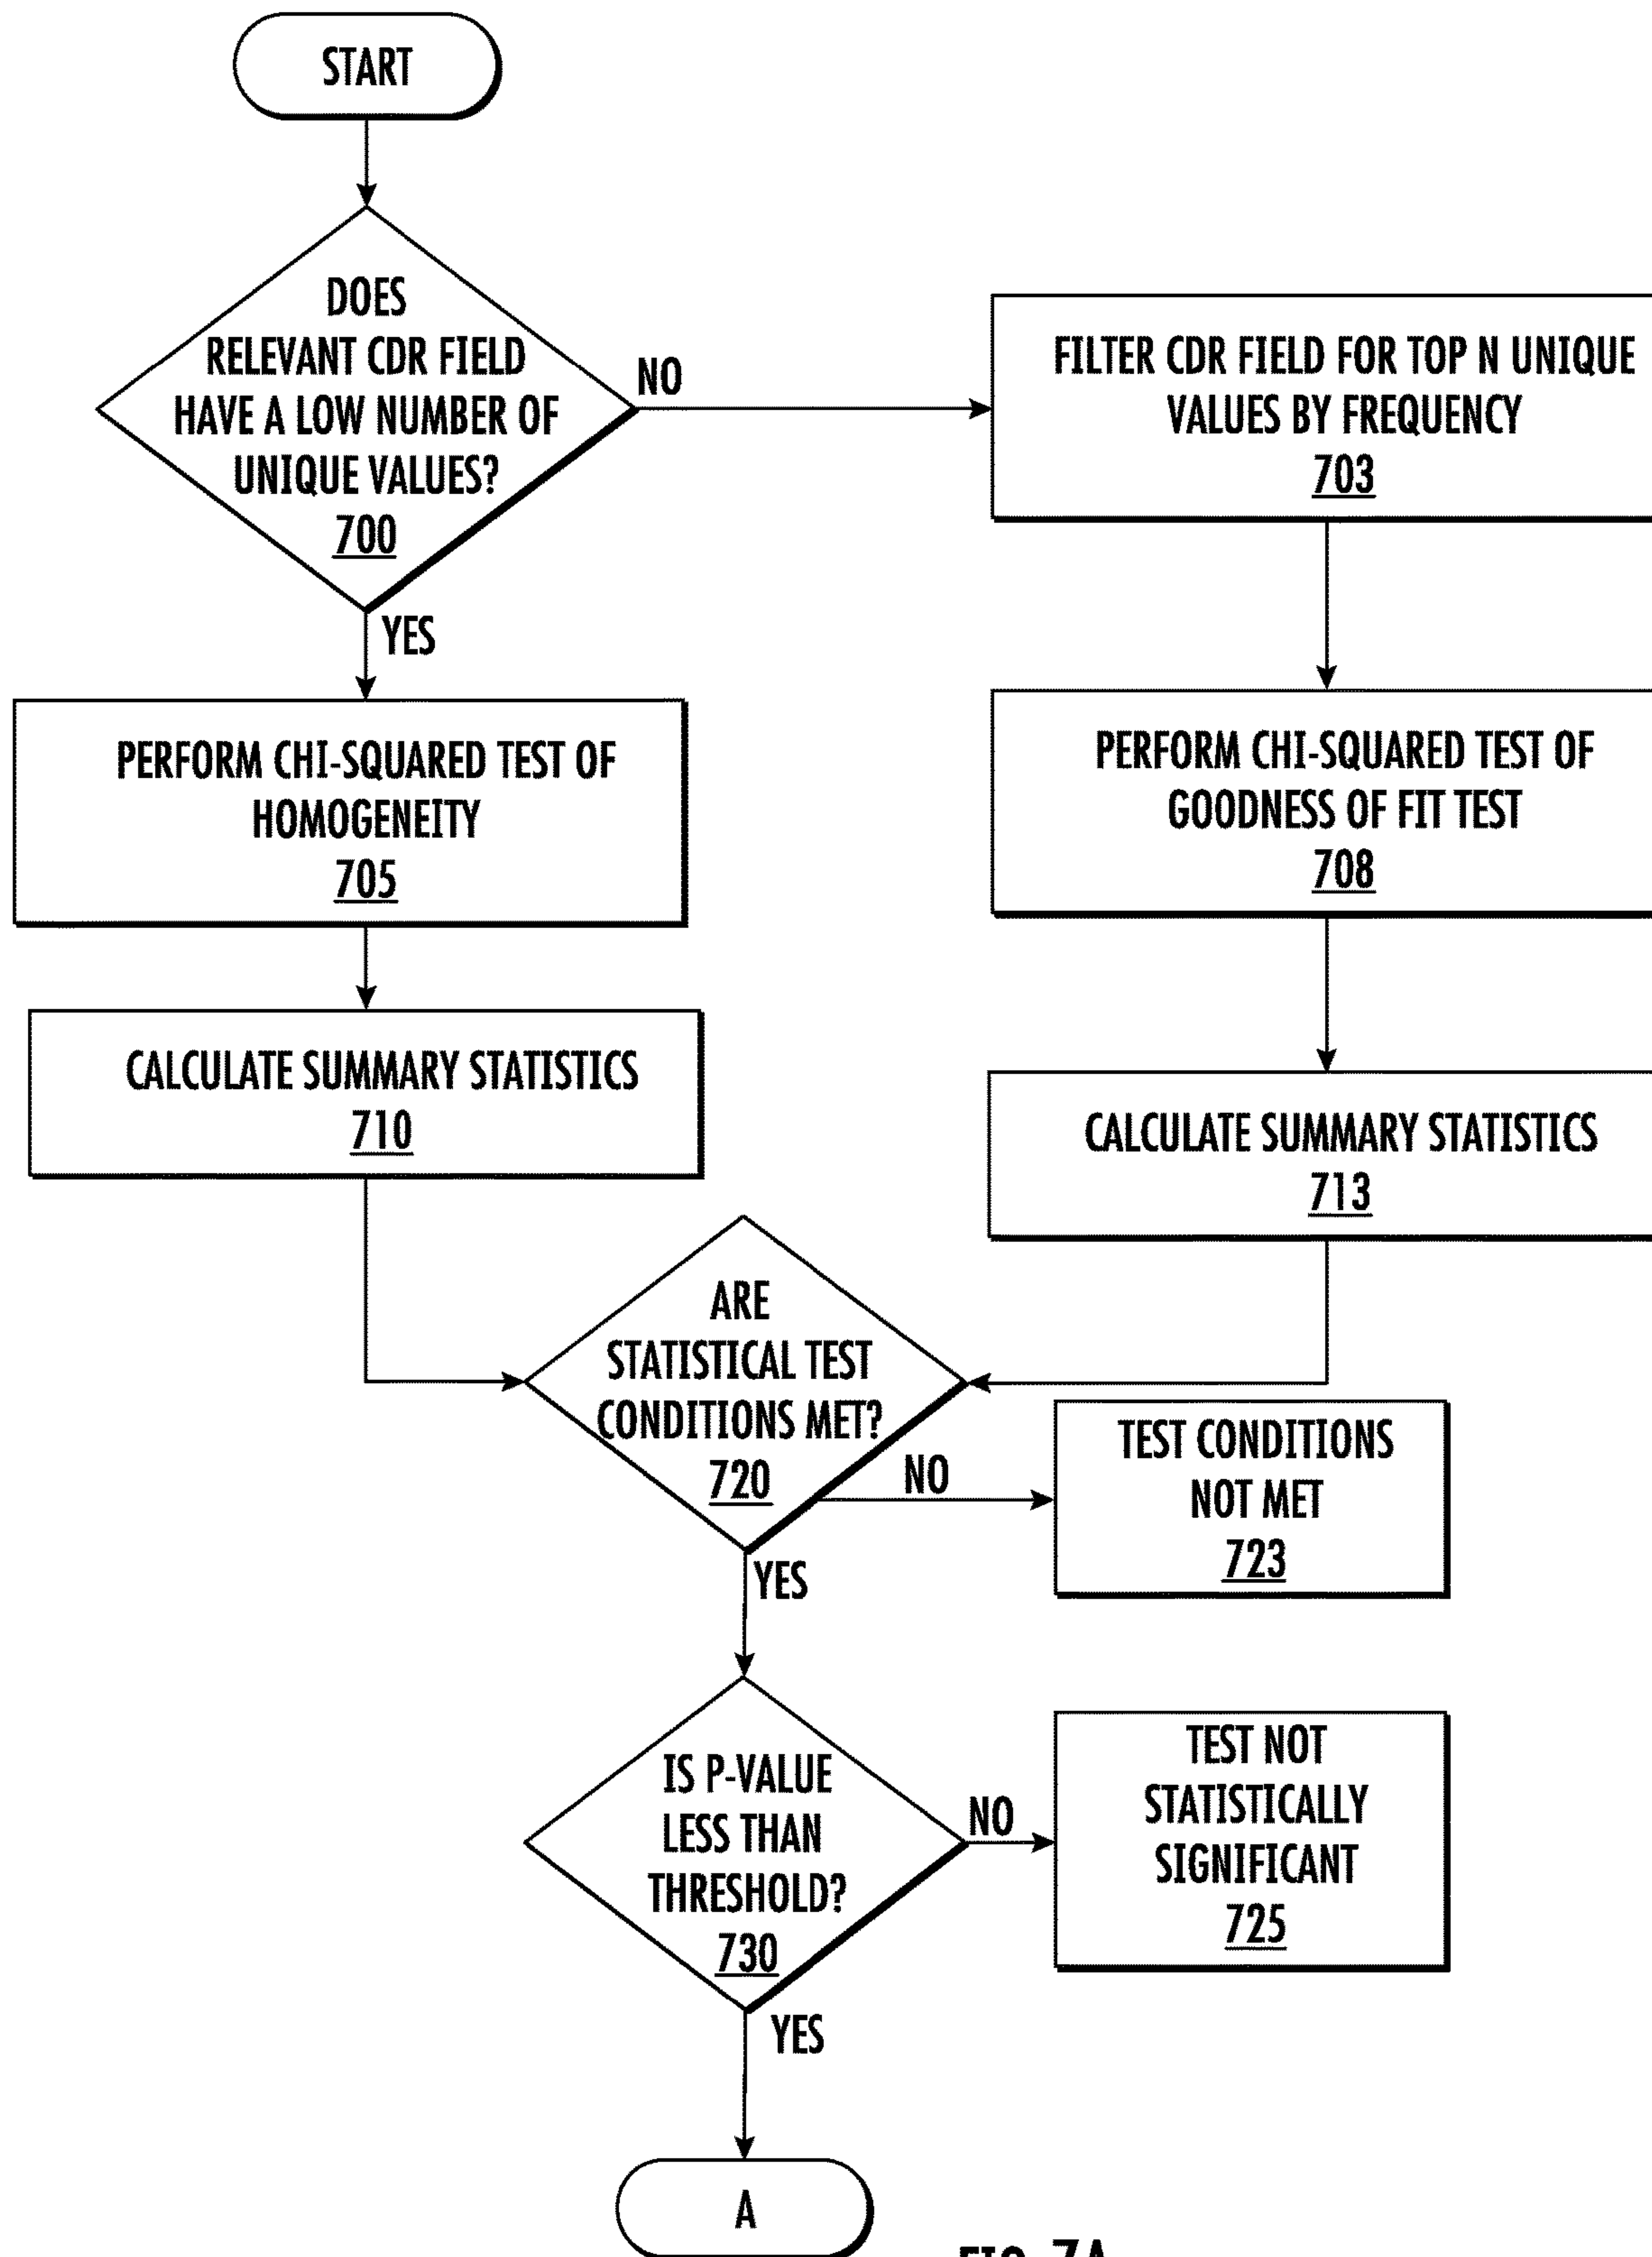 START
DOES
RELEVANT CDR FIELD
HAVE A LOW NUMBER OF
UNIQUE VALUES?
700
NO
YES
FILTER CDR FIELD FOR TOP N UNIQUE
VALUES BY FREQUENCY
703
PERFORM CHI-SQUARED TEST OF
HOMOGENEITY
705
PERFORM CHI-SQUARED TEST OF
GOODNESS OF FIT TEST
708
CALCULATE SUMMARY STATISTICS
710
CALCULATE SUMMARY STATISTICS
713
ARE
STATISTICAL TEST
CONDITIONS MET?
720
NO
YES
TEST CONDITIONS
NOT MET
723
IS P-VALUE
LESS THAN
THRESHOLD?
730
NO
YES
TEST NOT
STATISTICALLY
SIGNIFICANT
725
A
FIG. 7A